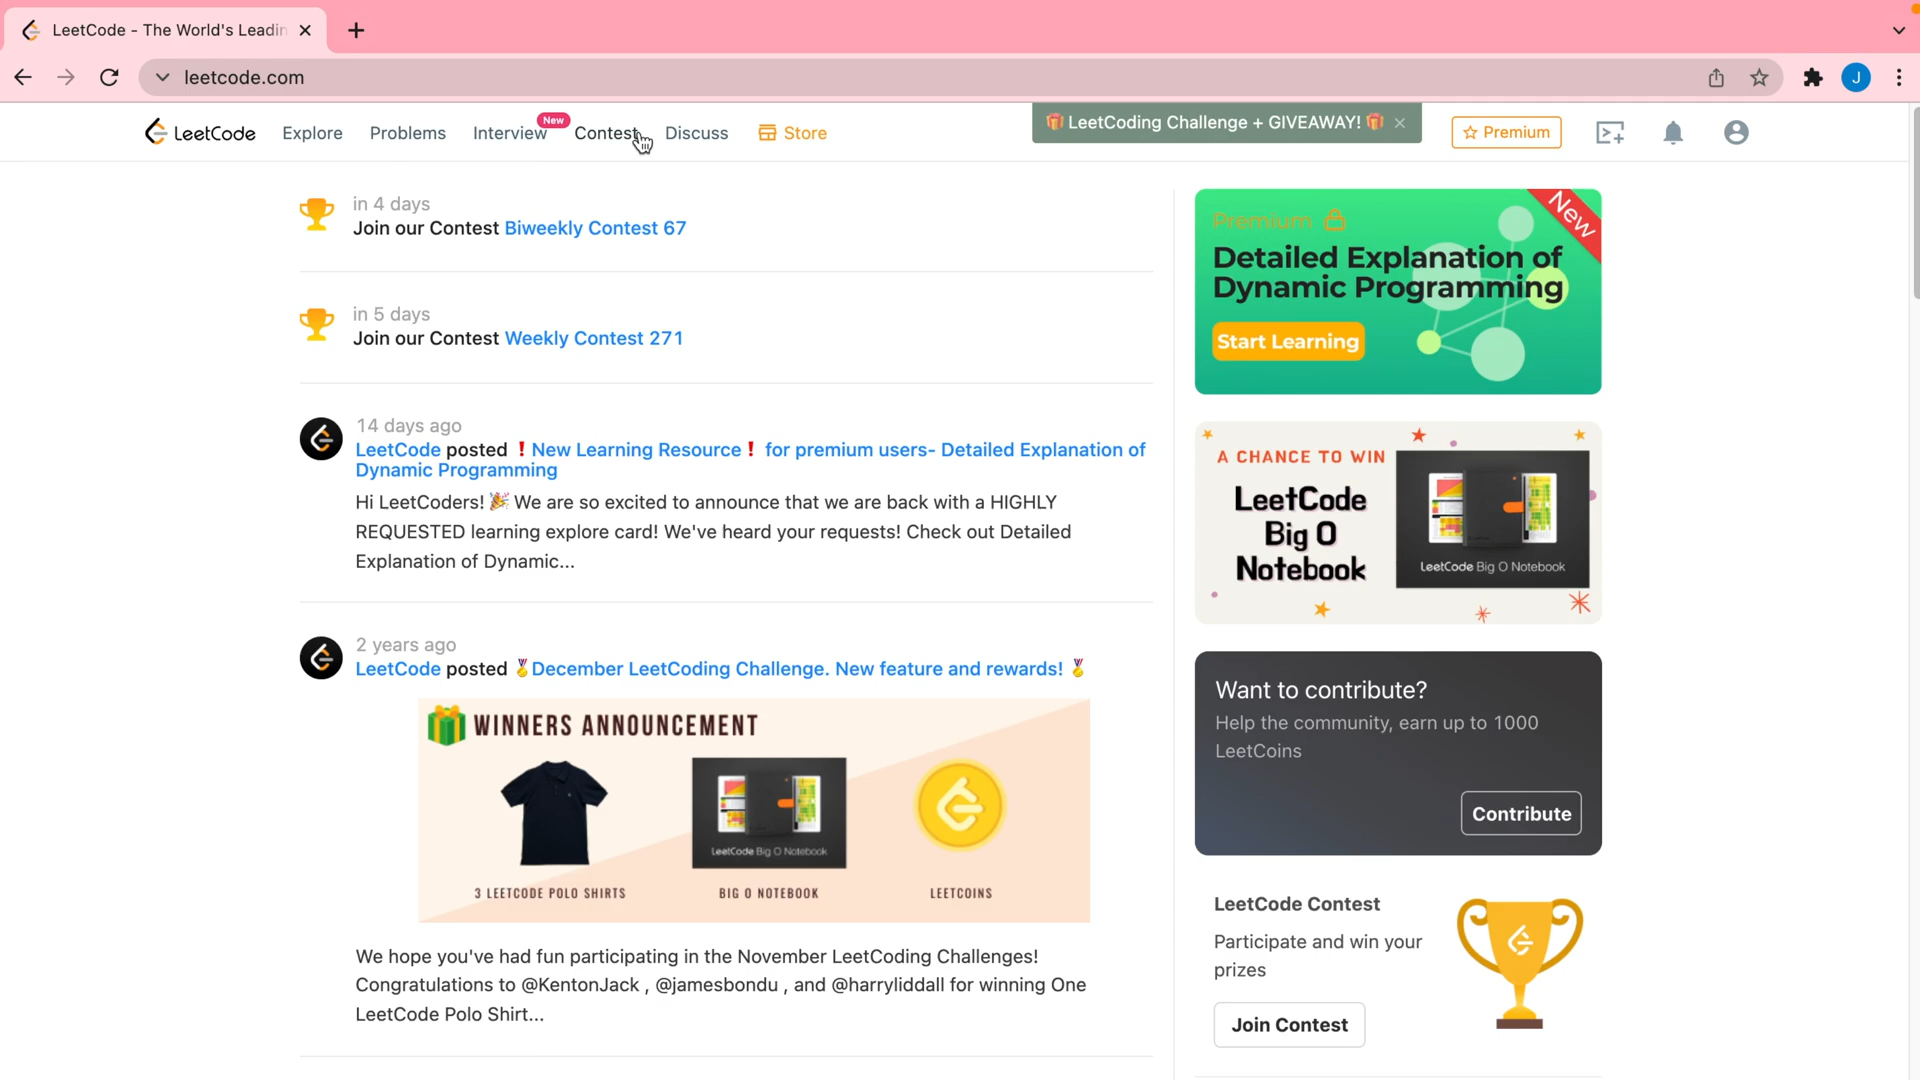 LeetCode - The World's Leadin
leetcode.com
J
LeetCode Explore Problems Interview New Contest Discuss Store
🎁 LeetCoding Challenge + GIVEAWAY! 🎁
Premium
in 4 days
Join our Contest Biweekly Contest 67
in 5 days
Join our Contest Weekly Contest 271
14 days ago
LeetCode posted ❗New Learning Resource❗ for premium users- Detailed Explanation of
Dynamic Programming
Hi LeetCoders! 🎉 We are so excited to announce that we are back with a HIGHLY
REQUESTED learning explore card! We've heard your requests! Check out Detailed
Explanation of Dynamic...
2 years ago
LeetCode posted 🏅December LeetCoding Challenge. New feature and rewards! 🏅
WINNERS ANNOUNCEMENT
LeetCode Big O Notebook
3 LEETCODE POLO SHIRTS BIG O NOTEBOOK LEETCOINS
We hope you've had fun participating in the November LeetCoding Challenges!
Congratulations to @KentonJack , @jamesbondu , and @harryliddall for winning One
LeetCode Polo Shirt...
Premium
New
Detailed Explanation of
Dynamic Programming
Start Learning
A CHANCE TO WIN
LeetCode
Big O
Notebook
LeetCode Big O Notebook
Want to contribute?
Help the community, earn up to 1000
LeetCoins
Contribute
LeetCode Contest
Participate and win your
prizes
Join Contest